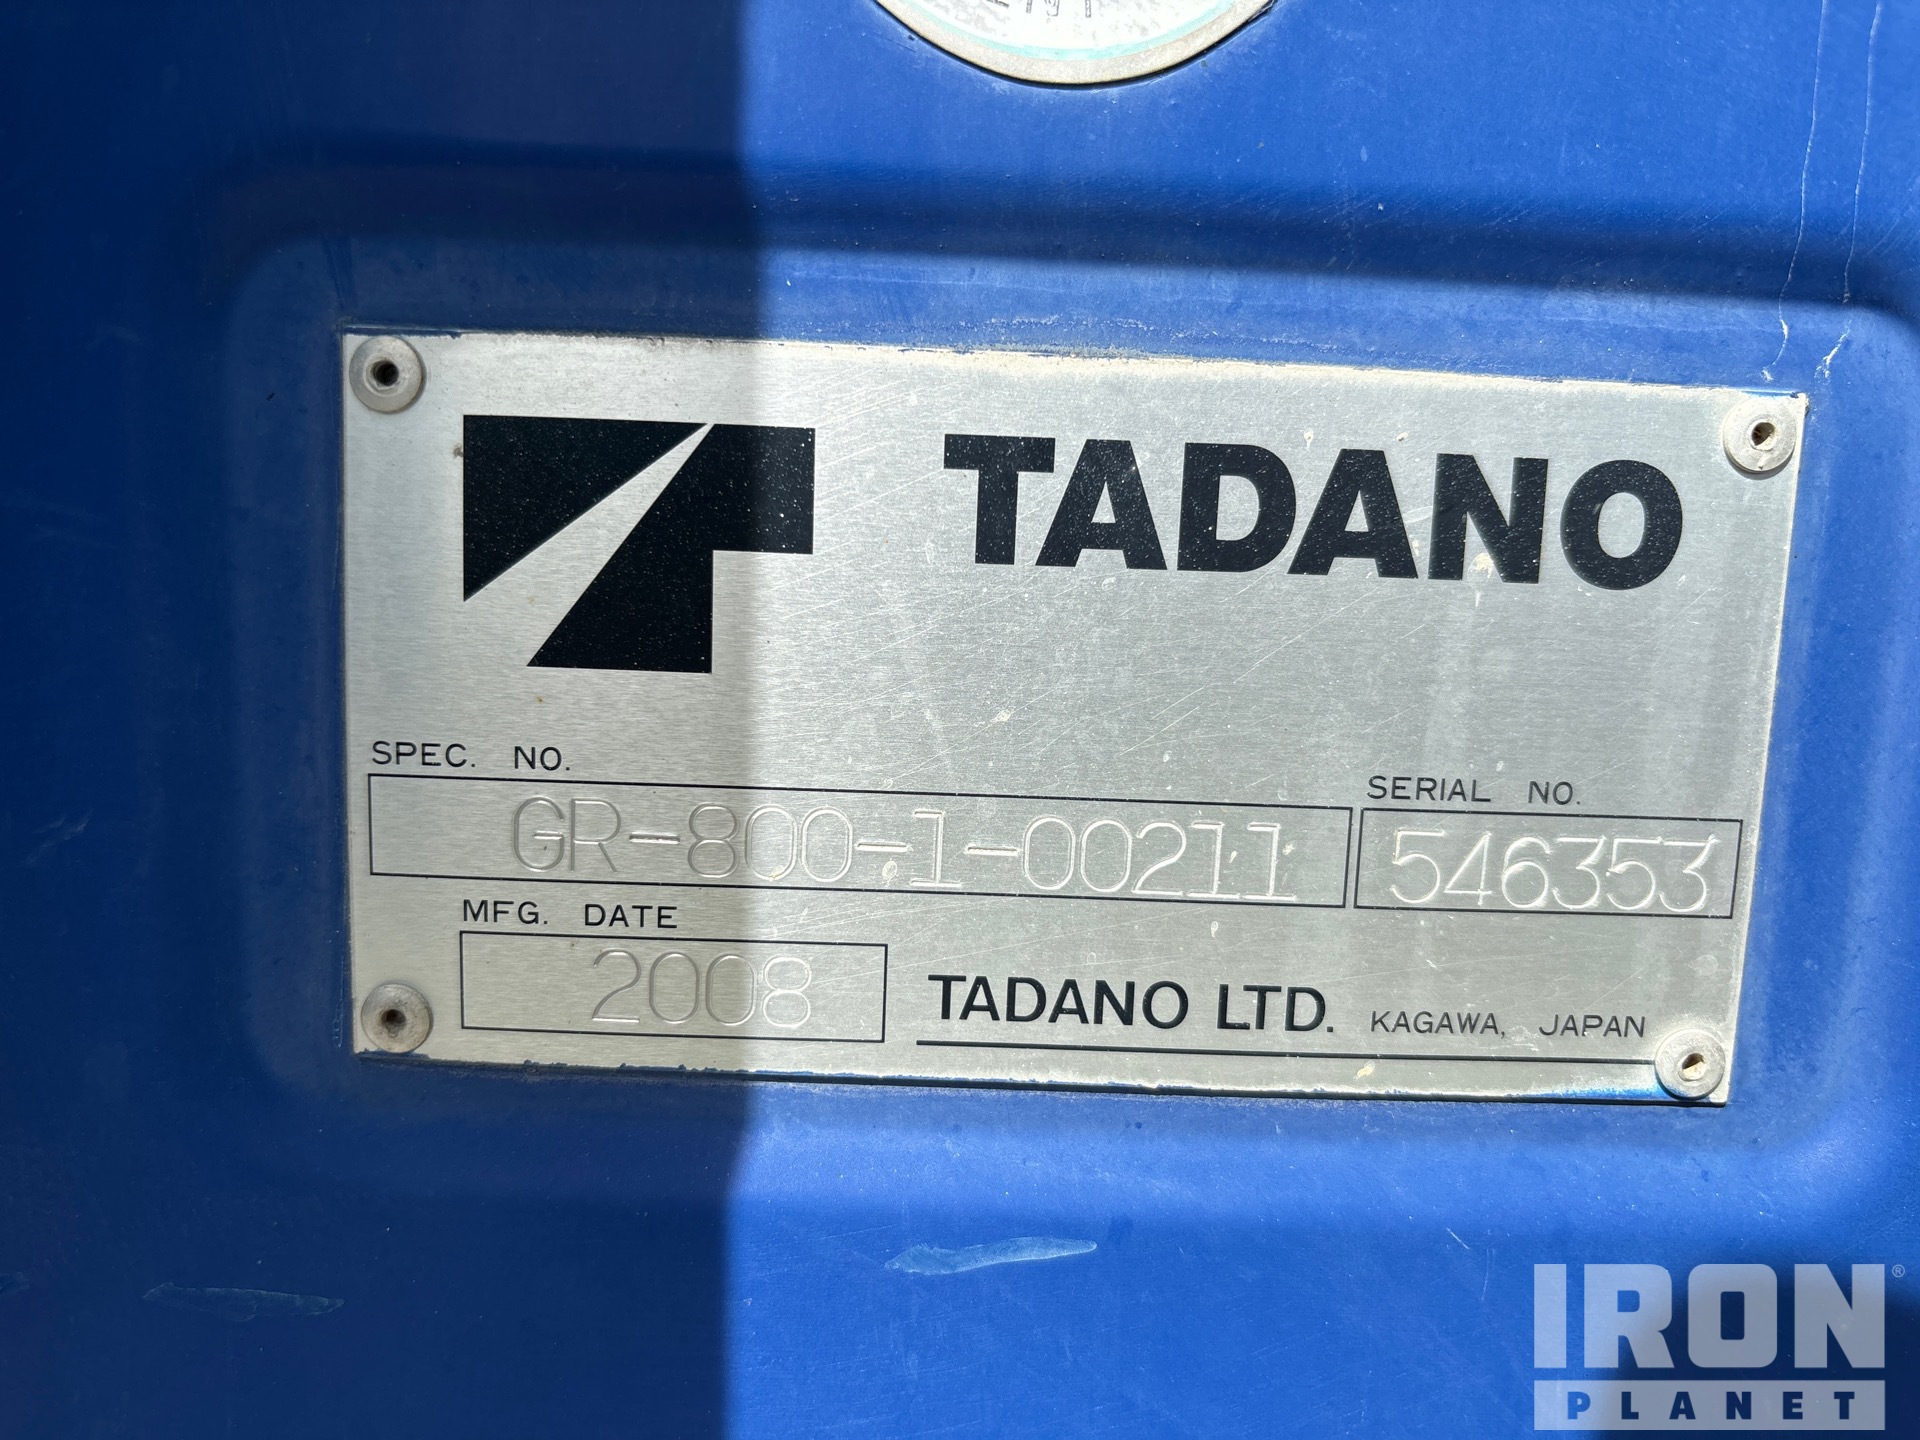 TADANO
SPEC. NO.
GR-800-1-00211
SERIAL NO.
546353
MFG. DATE
2008
TADANO LTD. KAGAWA, JAPAN
IRON®
PLANET